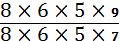 8 × 6 × 5 × 9
8 × 6 × 5 × 7